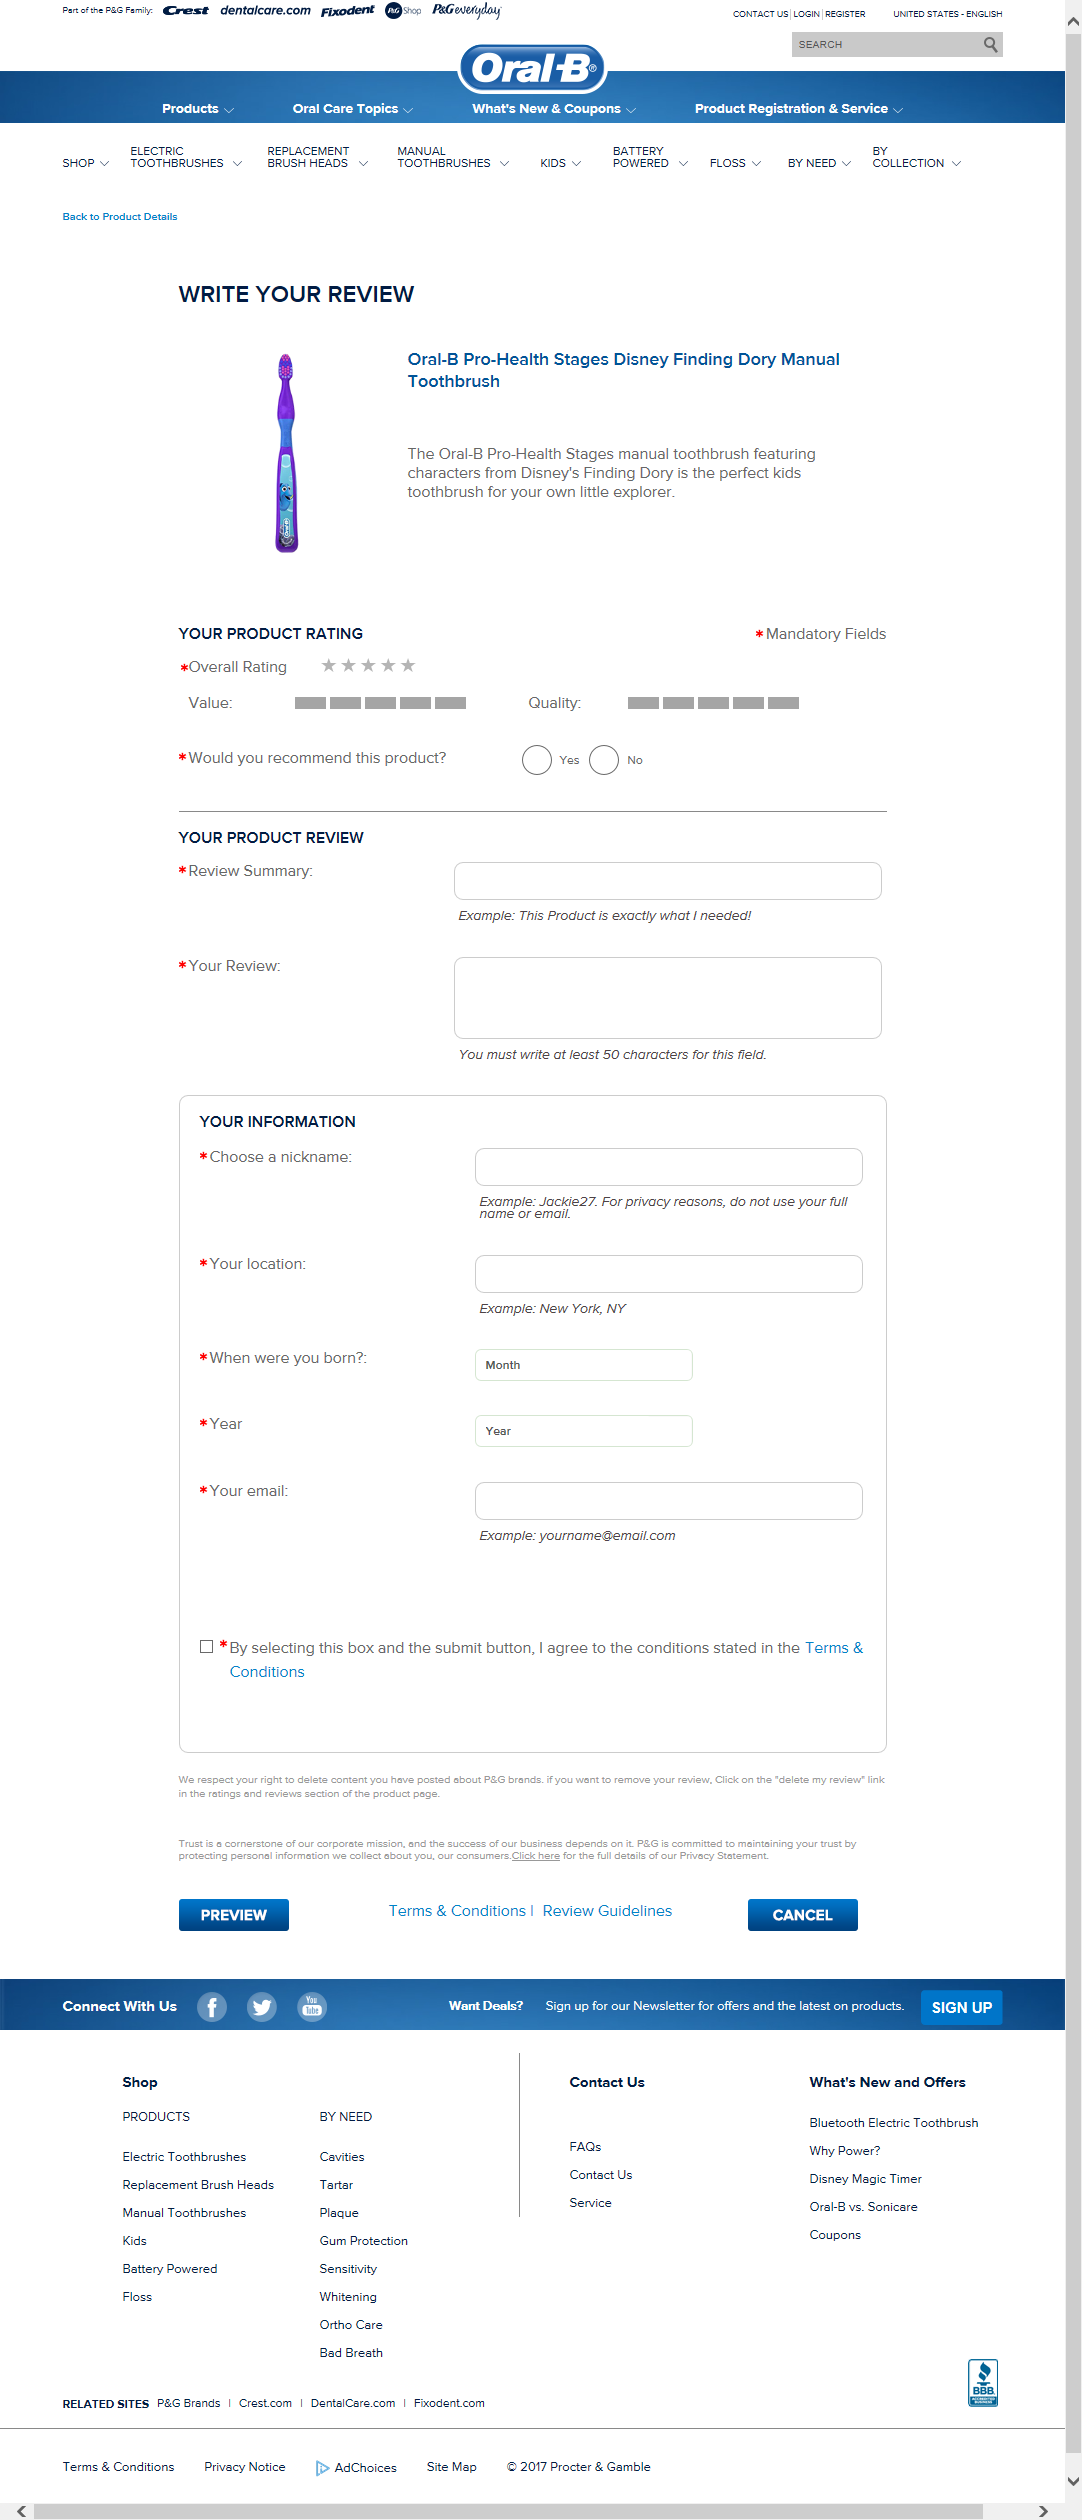 Part of the P&G Family: Crest dentalcare.com Fixodent P&G Shop P&G everyday
CONTACT US | LOGIN | REGISTER UNITED STATES - ENGLISH
SEARCH
Oral-B®
Products Oral Care Topics What's New & Coupons Product Registration & Service
SHOP ELECTRIC TOOTHBRUSHES REPLACEMENT BRUSH HEADS MANUAL TOOTHBRUSHES KIDS BATTERY POWERED FLOSS BY NEED BY COLLECTION
Back to Product Details
WRITE YOUR REVIEW
Oral-B Pro-Health Stages Disney Finding Dory Manual
Toothbrush
The Oral-B Pro-Health Stages manual toothbrush featuring
characters from Disney's Finding Dory is the perfect kids
toothbrush for your own little explorer.
Oral-B
YOUR PRODUCT RATING
*Mandatory Fields
*Overall Rating ★★★★★
Value: Quality:
*Would you recommend this product? Yes No
YOUR PRODUCT REVIEW
*Review Summary:
Example: This Product is exactly what I needed!
*Your Review:
You must write at least 50 characters for this field.
YOUR INFORMATION
*Choose a nickname:
Example: Jackie27. For privacy reasons, do not use your full
name or email.
*Your location:
Example: New York, NY
*When were you born?: Month
*Year Year
*Your email:
Example: yourname@email.com
*By selecting this box and the submit button, I agree to the conditions stated in the Terms &
Conditions
We respect your right to delete content you have posted about P&G brands. if you want to remove your review, Click on the "delete my review" link
in the ratings and reviews section of the product page.
Trust is a cornerstone of our corporate mission, and the success of our business depends on it. P&G is committed to maintaining your trust by
protecting personal information we collect about you, our consumers.Click here for the full details of our Privacy Statement.
PREVIEW Terms & Conditions | Review Guidelines CANCEL
Connect With Us You Tube Want Deals? Sign up for our Newsletter for offers and the latest on products. SIGN UP
Shop
PRODUCTS
Electric Toothbrushes
Replacement Brush Heads
Manual Toothbrushes
Kids
Battery Powered
Floss
BY NEED
Cavities
Tartar
Plaque
Gum Protection
Sensitivity
Whitening
Ortho Care
Bad Breath
Contact Us
FAQs
Contact Us
Service
What's New and Offers
Bluetooth Electric Toothbrush
Why Power?
Disney Magic Timer
Oral-B vs. Sonicare
Coupons
BBB
ACCREDITED
BUSINESS
RELATED SITES P&G Brands | Crest.com | DentalCare.com | Fixodent.com
Terms & Conditions Privacy Notice AdChoices Site Map © 2017 Procter & Gamble